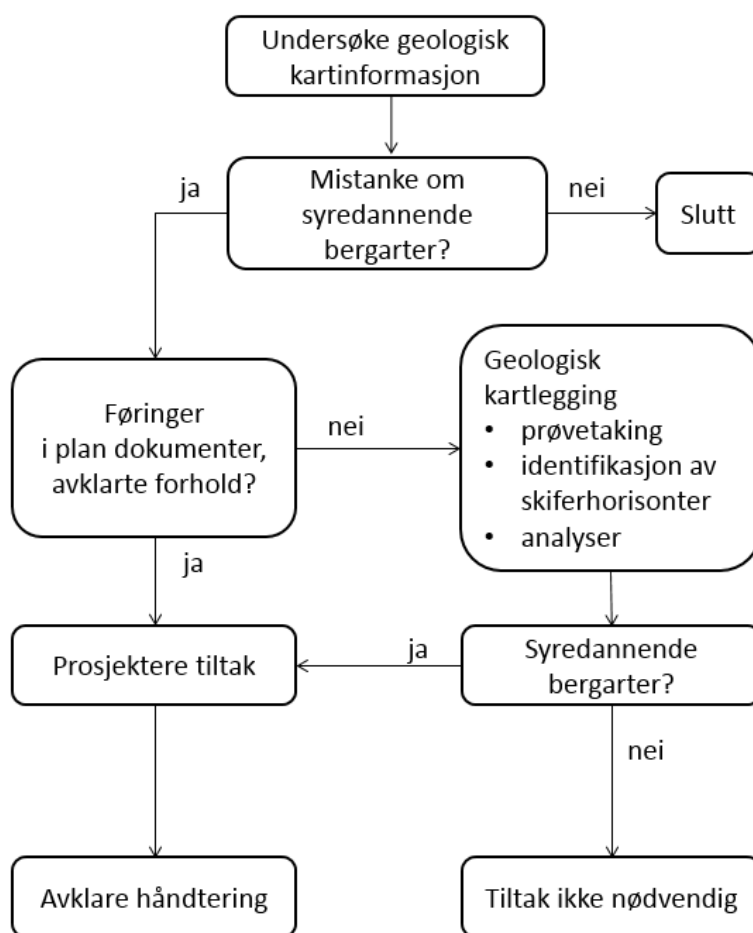 Undersøke geologisk
kartinformasjon
ja
Mistanke om
syredannende
bergarter?
nei
Slutt
Føringer
i plan dokumenter,
avklarte forhold?
nei
Geologisk
kartlegging
• prøvetaking
• identifikasjon av
skiferhorisonter
• analyser
ja
Prosjektere tiltak
ja
Syredannende
bergarter?
nei
Avklare håndtering
Tiltak ikke nødvendig